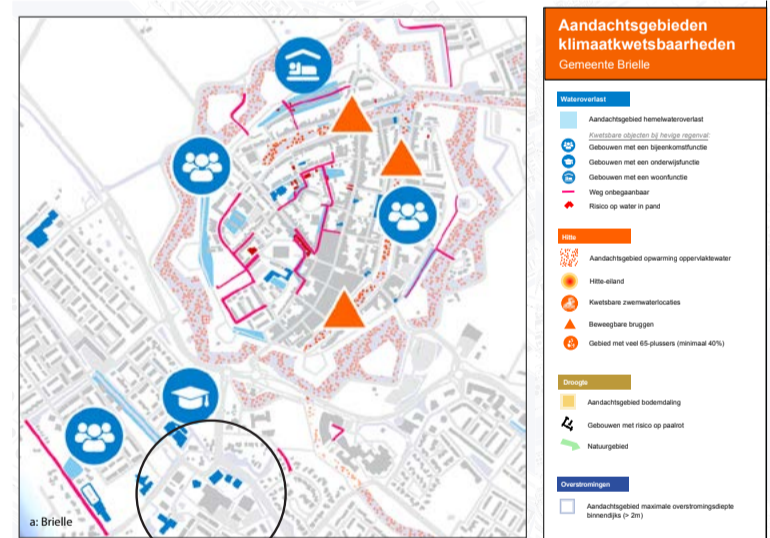 a: Brielle
Aandachtsgebieden
klimaatkwetsbaarheden
Gemeente Brielle
Wateroverlast
Aandachtsgebied hemelwateroverlast
Kwetsbare objecten bij hevige regenval:
Gebouwen met een bijeenkomstfunctie
Gebouwen met een onderwijsfunctie
Gebouwen met een woonfunctie
Weg onbegaanbaar
Risico op water in pand
Hitte
Aandachtsgebied opwarming oppervlaktewater
Hitte-eiland
Kwetsbare zwemwaterlocaties
Beweegbare bruggen
Gebied met veel 65-plussers (minimaal 40%)
Droogte
Aandachtsgebied bodemdaling
Gebouwen met risico op paalrot
Natuurgebied
Overstromingen
Aandachtsgebied maximale overstromingsdiepte
binnendijks (> 2m)